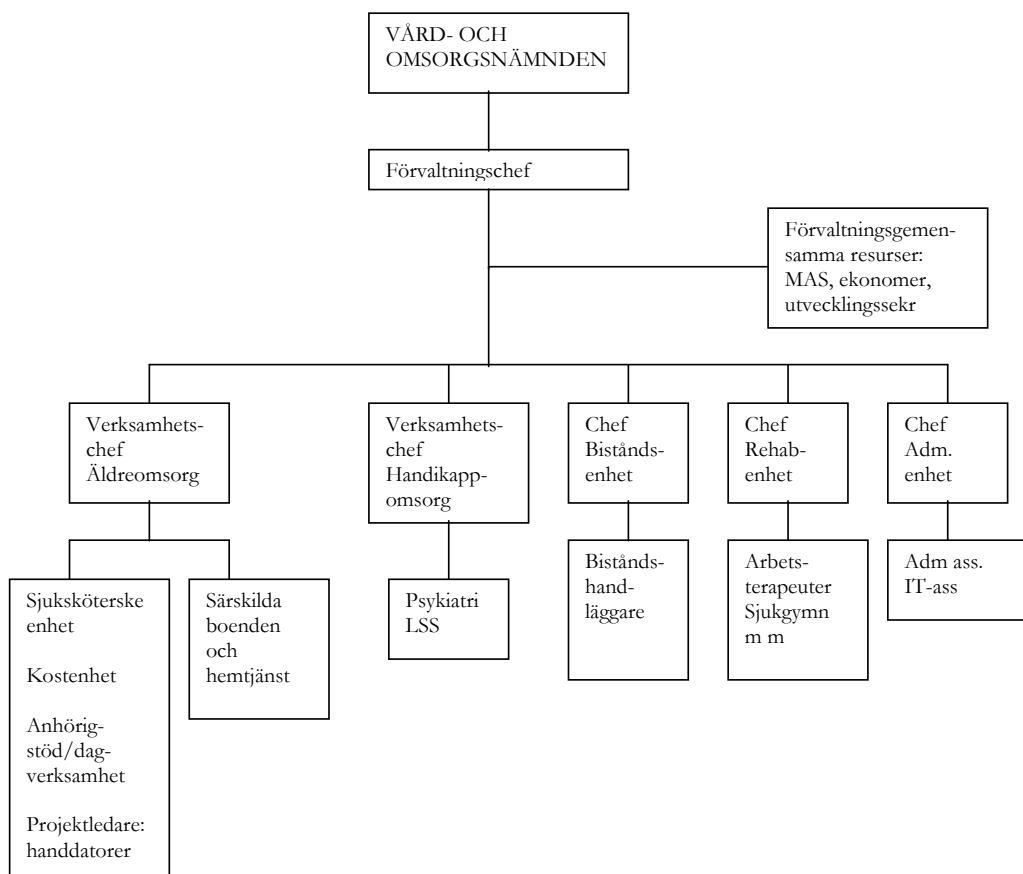 VÅRD- OCH
OMSORGSNÄMNDEN
Förvaltningschef
Förvaltningsgemen-
samma resurser:
MAS, ekonomer,
utvecklingssekr
Verksamhets-
chef
Äldreomsorg
Verksamhets-
chef
Handikapp-
omsorg
Chef
Bistånds-
enhet
Chef
Rehab-
enhet
Chef
Adm.
enhet
Sjuksköterske
enhet
Kostenhet
Anhörig-
stöd/dag-
verksamhet
Projektledare:
handdatorer
Särskilda
boenden
och
hemtjänst
Psykiatri
LSS
Bistånds-
hand-
läggare
Arbets-
terapeuter
Sjukgymn
m m
Adm ass.
IT-ass